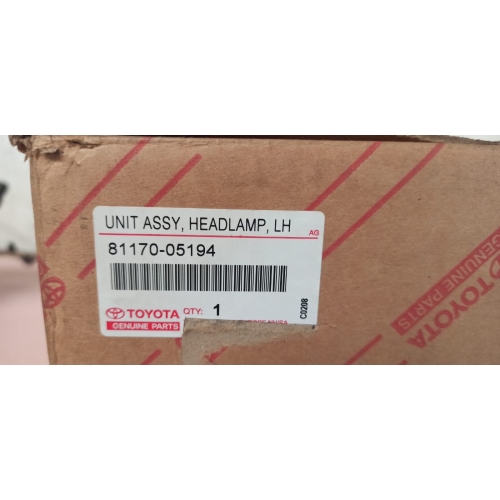 UNIT ASSY, HEADLAMP, LH
AG
81170-05194
TOYOTA QTY: 1
GENUINE PARTS
C0208
TOYOTA
GENUINE PARTS